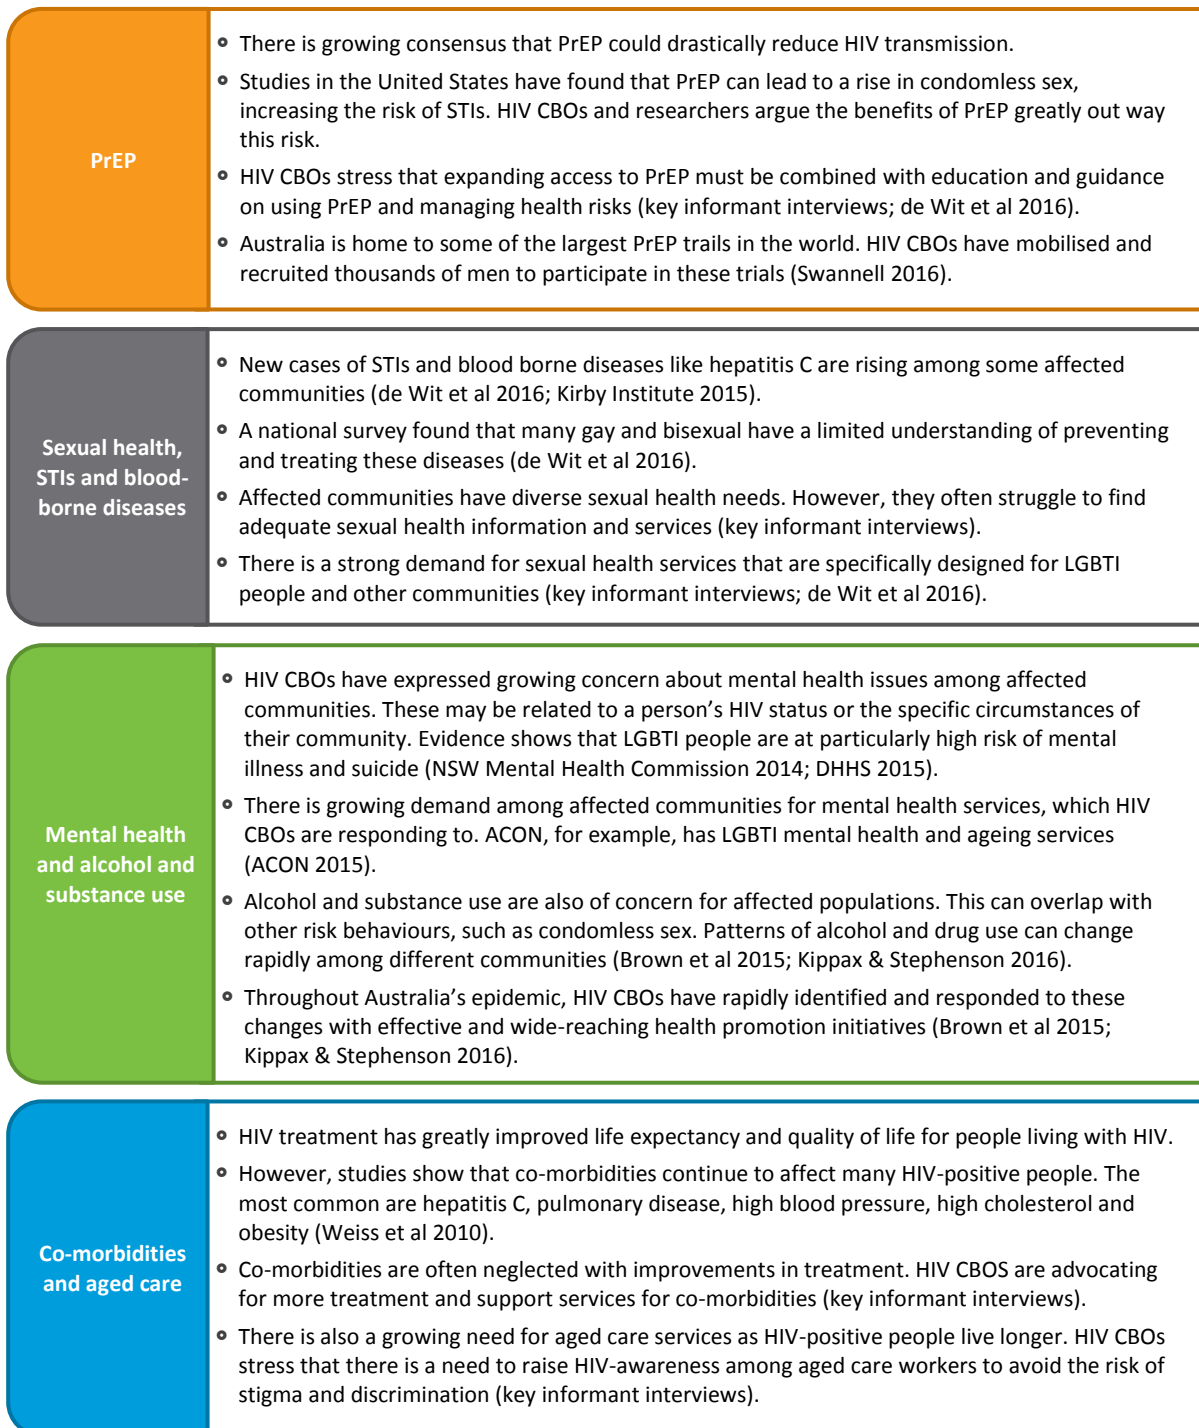 PrEP
There is growing consensus that PrEP could drastically reduce HIV transmission.
Studies in the United States have found that PrEP can lead to a rise in condomless sex,
increasing the risk of STIs. HIV CBOs and researchers argue the benefits of PrEP greatly out way
this risk.
HIV CBOs stress that expanding access to PrEP must be combined with education and guidance
on using PrEP and managing health risks (key informant interviews; de Wit et al 2016).
Australia is home to some of the largest PrEP trails in the world. HIV CBOs have mobilised and
recruited thousands of men to participate in these trials (Swannell 2016).
Sexual health,
STIs and blood-
borne diseases
New cases of STIs and blood borne diseases like hepatitis C are rising among some affected
communities (de Wit et al 2016; Kirby Institute 2015).
A national survey found that many gay and bisexual have a limited understanding of preventing
and treating these diseases (de Wit et al 2016).
Affected communities have diverse sexual health needs. However, they often struggle to find
adequate sexual health information and services (key informant interviews).
There is a strong demand for sexual health services that are specifically designed for LGBTI
people and other communities (key informant interviews; de Wit et al 2016).
Mental health
and alcohol and
substance use
HIV CBOs have expressed growing concern about mental health issues among affected
communities. These may be related to a person's HIV status or the specific circumstances of
their community. Evidence shows that LGBTI people are at particularly high risk of mental
illness and suicide (NSW Mental Health Commission 2014; DHHS 2015).
There is growing demand among affected communities for mental health services, which HIV
CBOs are responding to. ACON, for example, has LGBTI mental health and ageing services
(ACON 2015).
Alcohol and substance use are also of concern for affected populations. This can overlap with
other risk behaviours, such as condomless sex. Patterns of alcohol and drug use can change
rapidly among different communities (Brown et al 2015; Kippax & Stephenson 2016).
Throughout Australia's epidemic, HIV CBOs have rapidly identified and responded to these
changes with effective and wide-reaching health promotion initiatives (Brown et al 2015;
Kippax & Stephenson 2016).
Co-morbidities
and aged care
HIV treatment has greatly improved life expectancy and quality of life for people living with HIV.
However, studies show that co-morbidities continue to affect many HIV-positive people. The
most common are hepatitis C, pulmonary disease, high blood pressure, high cholesterol and
obesity (Weiss et al 2010).
Co-morbidities are often neglected with improvements in treatment. HIV CBOS are advocating
for more treatment and support services for co-morbidities (key informant interviews).
There is also a growing need for aged care services as HIV-positive people live longer. HIV CBOs
stress that there is a need to raise HIV-awareness among aged care workers to avoid the risk of
stigma and discrimination (key informant interviews).